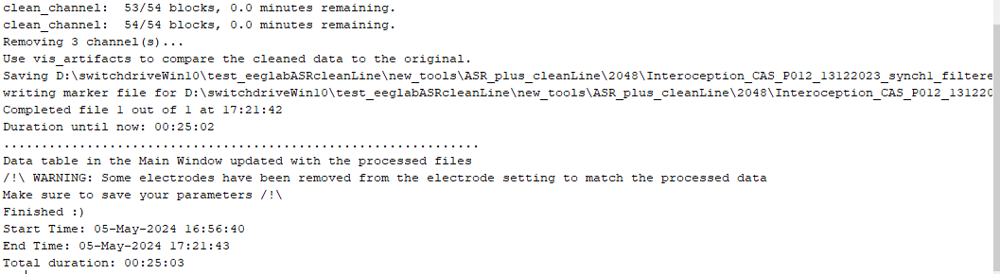 clean_channel:  53/54 blocks, 0.0 minutes remaining.
clean_channel:  54/54 blocks, 0.0 minutes remaining.
Removing 3 channel(s)...
Use vis_artifacts to compare the cleaned data to the original.
Saving D:\switchdriveWin10\test_eeglabASRcleanLine\new_tools\ASR_plus_cleanLine\2048\Interoception_CAS_P012_13122023_synch1_filtere
writing marker file for D:\switchdriveWin10\test_eeglabASRcleanLine\new_tools\ASR_plus_cleanLine\2048\Interoception_CAS_P012_131220
Completed file 1 out of 1 at 17:21:42
Duration until now: 00:25:02
...............................................................
Data table in the Main Window updated with the processed files
/!\ WARNING: Some electrodes have been removed from the electrode setting to match the processed data
Make sure to save your parameters /!\
Finished :)
Start Time: 05-May-2024 16:56:40
End Time: 05-May-2024 17:21:43
Total duration: 00:25:03